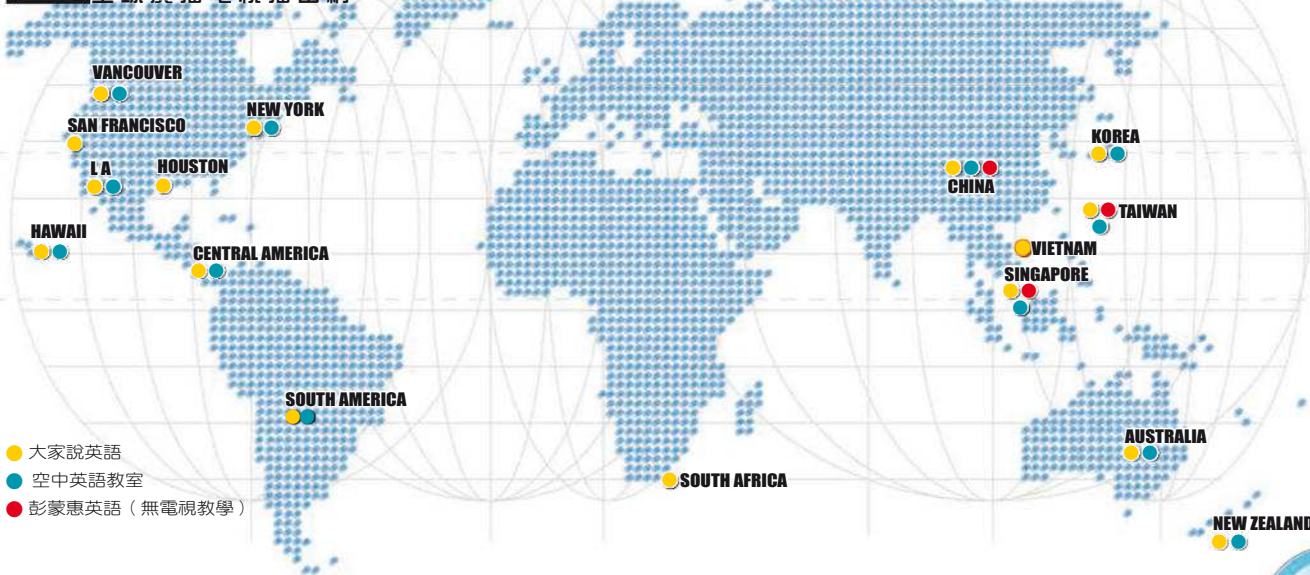 VANCOUVER
NEW YORK
SAN FRANCISCO
KOREA
L A
HOUSTON
CHINA
TAIWAN
HAWAII
VIETNAM
CENTRAL AMERICA
SINGAPORE
SOUTH AMERICA
AUSTRALIA
SOUTH AFRICA
NEW ZEALAND
大家說英語
空中英語教室
彭蒙惠英語（無電視教學）